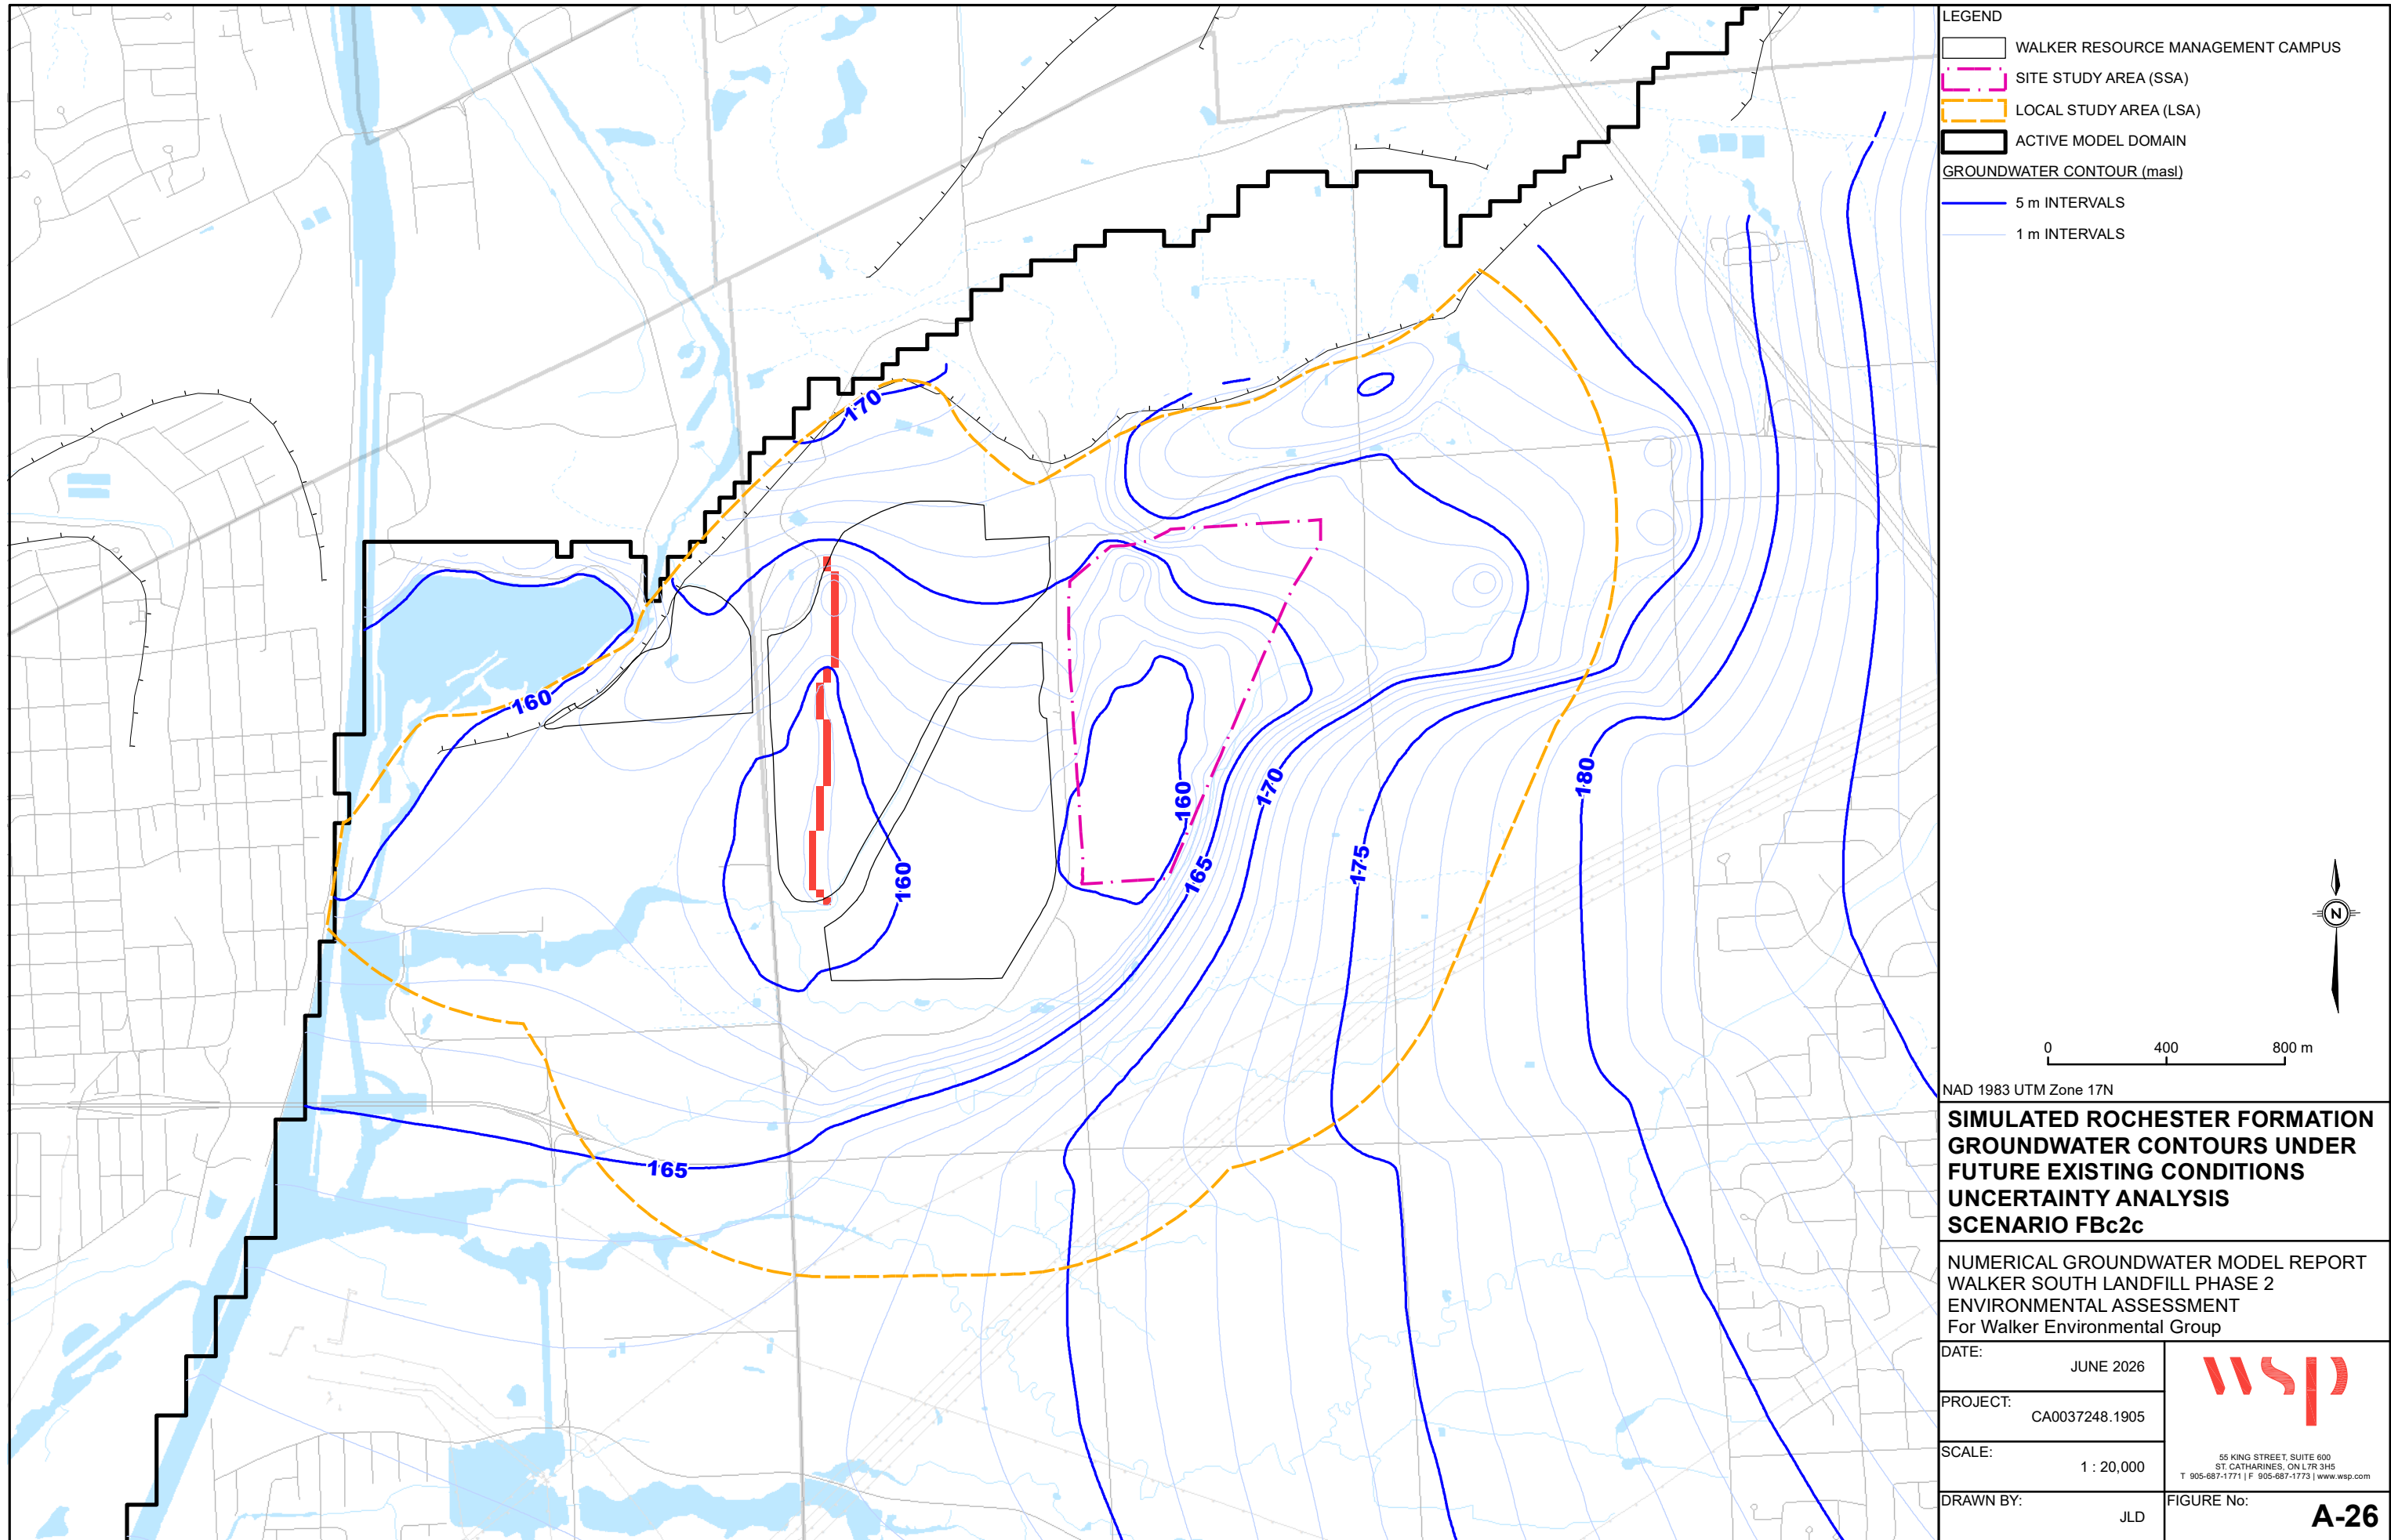 170
160
160
160
165
170
175
180
165
LEGEND
WALKER RESOURCE MANAGEMENT CAMPUS
SITE STUDY AREA (SSA)
LOCAL STUDY AREA (LSA)
ACTIVE MODEL DOMAIN
GROUNDWATER CONTOUR (masl)
5 m INTERVALS
1 m INTERVALS
N
0 400 800 m
NAD 1983 UTM Zone 17N
SIMULATED ROCHESTER FORMATION
GROUNDWATER CONTOURS UNDER
FUTURE EXISTING CONDITIONS
UNCERTAINTY ANALYSIS
SCENARIO FBc2c
NUMERICAL GROUNDWATER MODEL REPORT
WALKER SOUTH LANDFILL PHASE 2
ENVIRONMENTAL ASSESSMENT
For Walker Environmental Group
DATE:
JUNE 2026
PROJECT:
CA0037248.1905
SCALE:
1 : 20,000
DRAWN BY:
JLD
wsp
55 KING STREET, SUITE 600
ST. CATHARINES, ON L7R 3H5
T 905-687-1771 | F 905-687-1773 | www.wsp.com
FIGURE No:
A-26